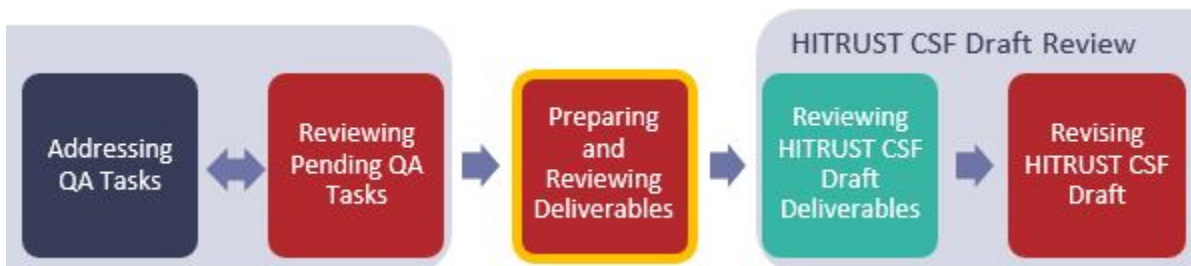 HITRUST CSF Draft Review
Addressing
QA Tasks
Reviewing
Pending QA
Tasks
Preparing
and
Reviewing
Deliverables
Reviewing
HITRUST CSF
Draft
Deliverables
Revising
HITRUST CSF
Draft